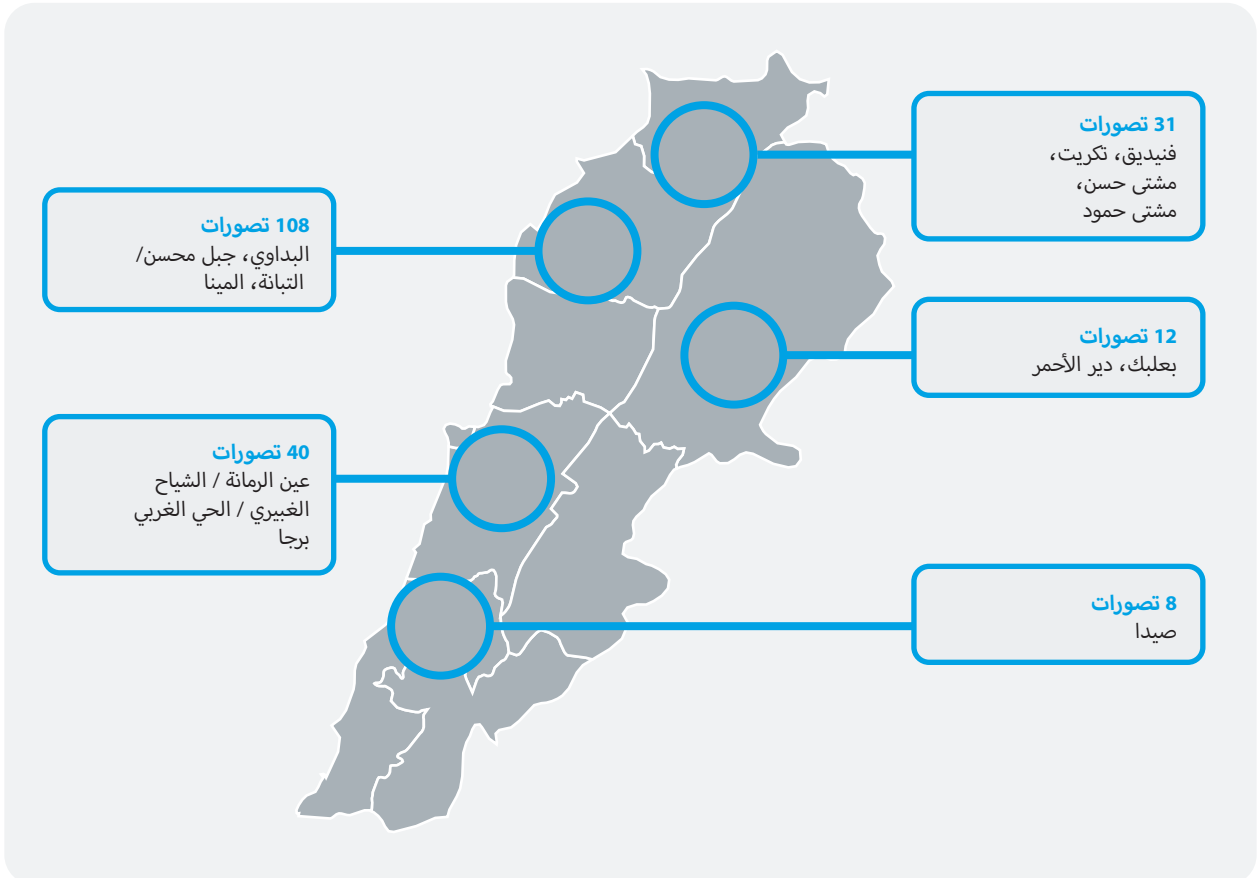 31 تصورات
فنيديق، تكريت،
مشتى حسن،
مشتى حمود
108 تصورات
البداوي، جبل محسن/
التبانة، المينا
12 تصورات
بعلبك، دير الأحمر
40 تصورات
عين الرمانة / الشياح
الغبيري / الحي الغربي
برجا
8 تصورات
صيدا